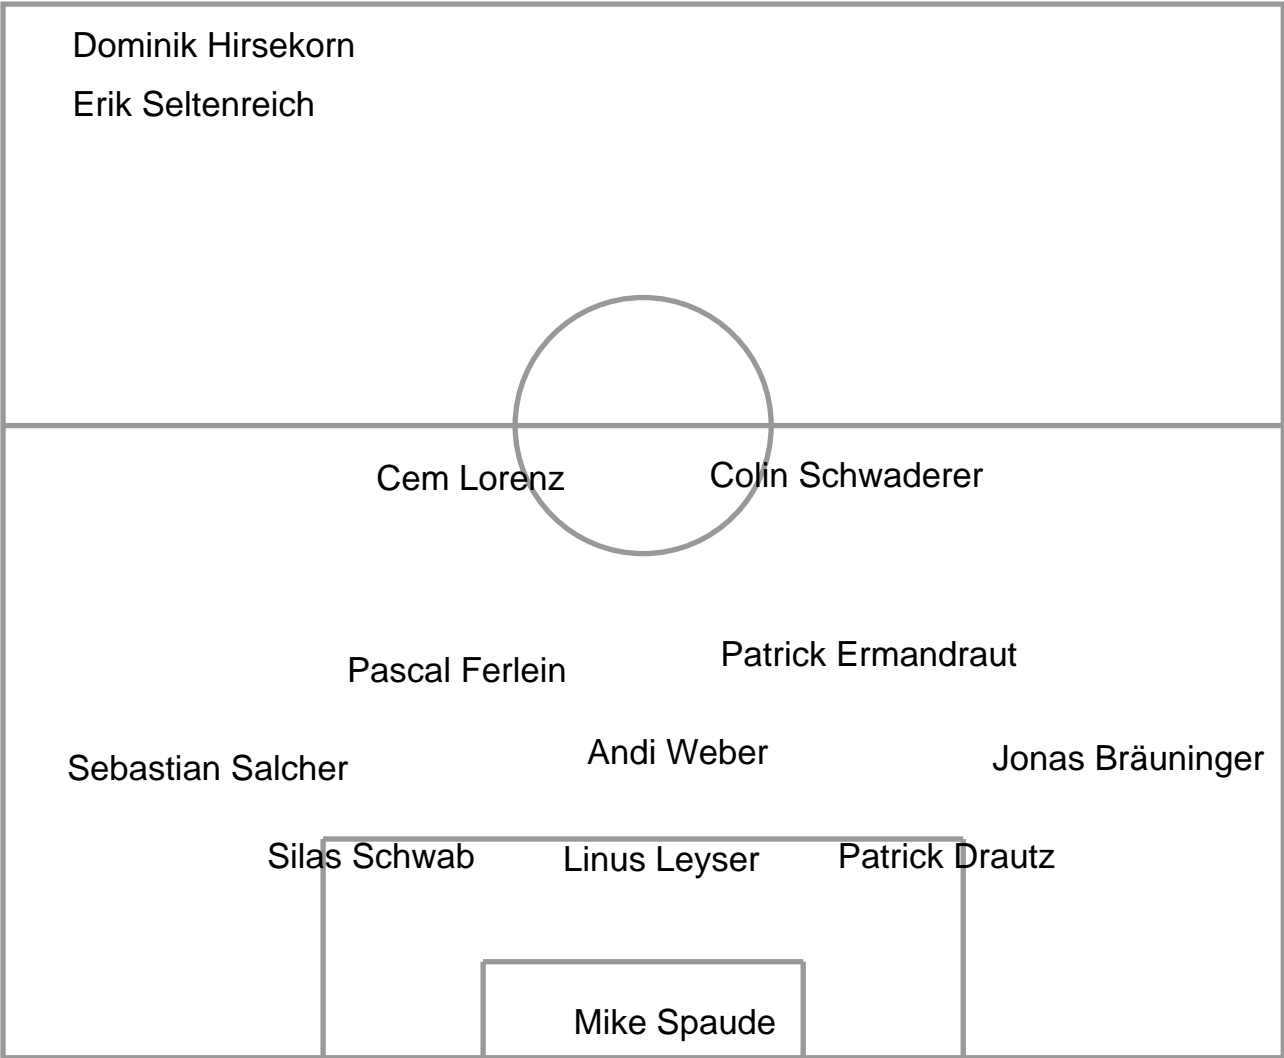 Dominik Hirsekorn
Erik Seltenreich
Cem Lorenz
Colin Schwaderer
Pascal Ferlein
Patrick Ermandraut
Sebastian Salcher
Andi Weber
Jonas Bräuninger
Silas Schwab
Linus Leyser
Patrick Drautz
Mike Spaude